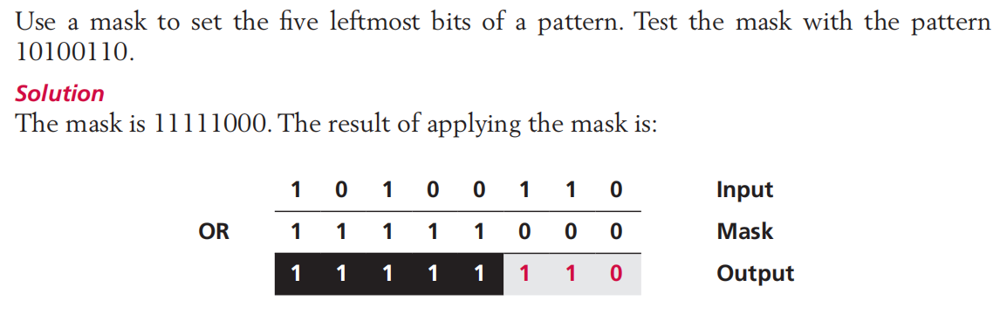 Use a mask to set the five leftmost bits of a pattern. Test the mask with the pattern
10100110.
Solution
The mask is 11111000. The result of applying the mask is:
1 0 1 0 0 1 1 0 Input
OR 1 1 1 1 1 0 0 0 Mask
1 1 1 1 1 1 1 0 Output